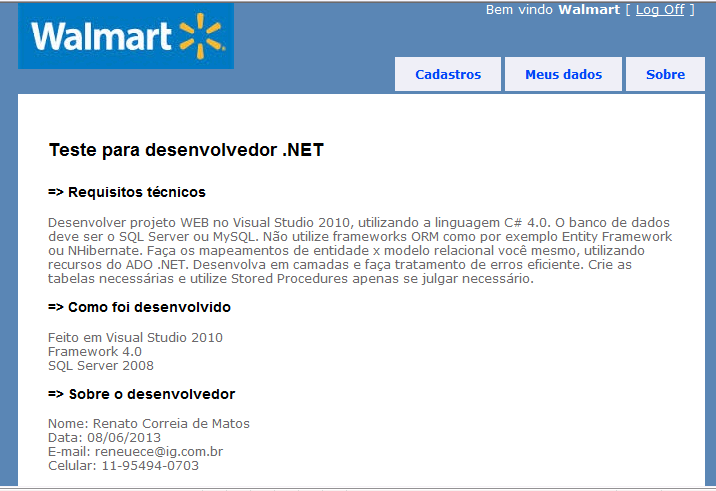 Walmart
Bem vindo Walmart [ Log Off ]
Cadastros Meus dados Sobre
Teste para desenvolvedor .NET
=> Requisitos técnicos
Desenvolver projeto WEB no Visual Studio 2010, utilizando a linguagem C# 4.0. O banco de dados
deve ser o SQL Server ou MySQL. Não utilize frameworks ORM como por exemplo Entity Framework
ou NHibernate. Faça os mapeamentos de entidade x modelo relacional você mesmo, utilizando
recursos do ADO .NET. Desenvolva em camadas e faça tratamento de erros eficiente. Crie as
tabelas necessárias e utilize Stored Procedures apenas se julgar necessário.
=> Como foi desenvolvido
Feito em Visual Studio 2010
Framework 4.0
SQL Server 2008
=> Sobre o desenvolvedor
Nome: Renato Correia de Matos
Data: 08/06/2013
E-mail: reneuece@ig.com.br
Celular: 11-95494-0703